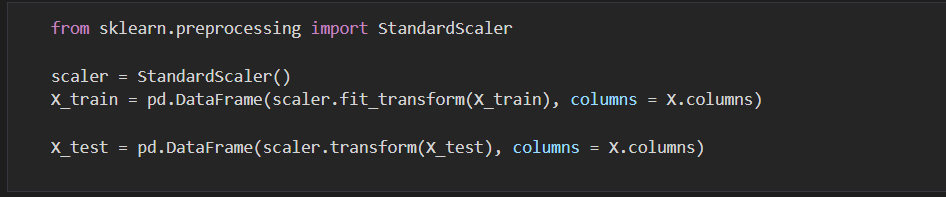 from sklearn.preprocessing import StandardScaler
scaler = StandardScaler()
X_train = pd.DataFrame(scaler.fit_transform(X_train), columns = X.columns)
X_test = pd.DataFrame(scaler.transform(X_test), columns = X.columns)